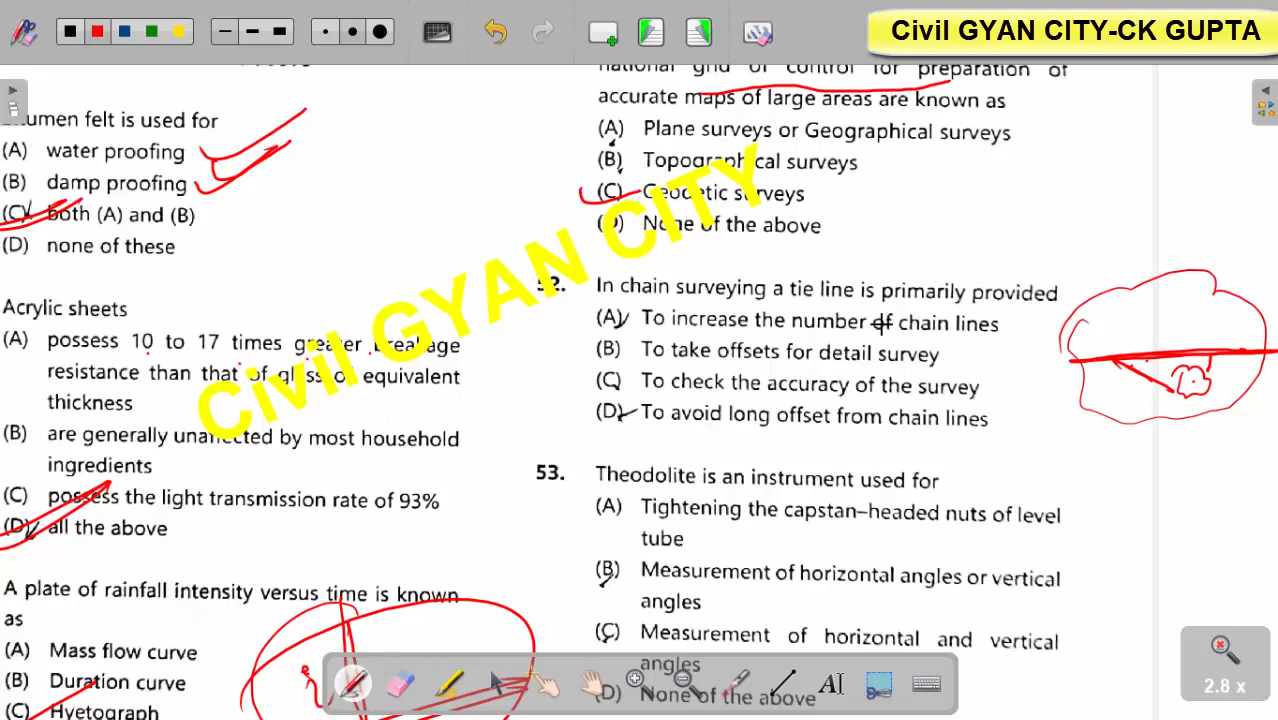 Civil GYAN CITY-CK GUPTA
Bitumen felt is used for
(A) water proofing
(B) damp proofing
(C) both (A) and (B)
(D) none of these
Acrylic sheets
(A) possess 10 to 17 times greater breakage
resistance than that of glass of equivalent
thickness
(B) are generally unaffected by most household
ingredients
(C) possess the light transmission rate of 93%
(D) all the above
A plate of rainfall intensity versus time is known
as
(A) Mass flow curve
(B) Duration curve
(C) Hyetograph
national grid of control for preparation of
accurate maps of large areas are known as
(A) Plane surveys or Geographical surveys
(B) Topographical surveys
(C) Geodetic surveys
(D) None of the above
52. In chain surveying a tie line is primarily provided
(A) To increase the number of chain lines
(B) To take offsets for detail survey
(C) To check the accuracy of the survey
(D) To avoid long offset from chain lines
53. Theodolite is an instrument used for
(A) Tightening the capstan–headed nuts of level
tube
(B) Measurement of horizontal angles or vertical
angles
(C) Measurement of horizontal and vertical
angles
(D) None of the above
Civil GYAN CITY
AI
2.8 x